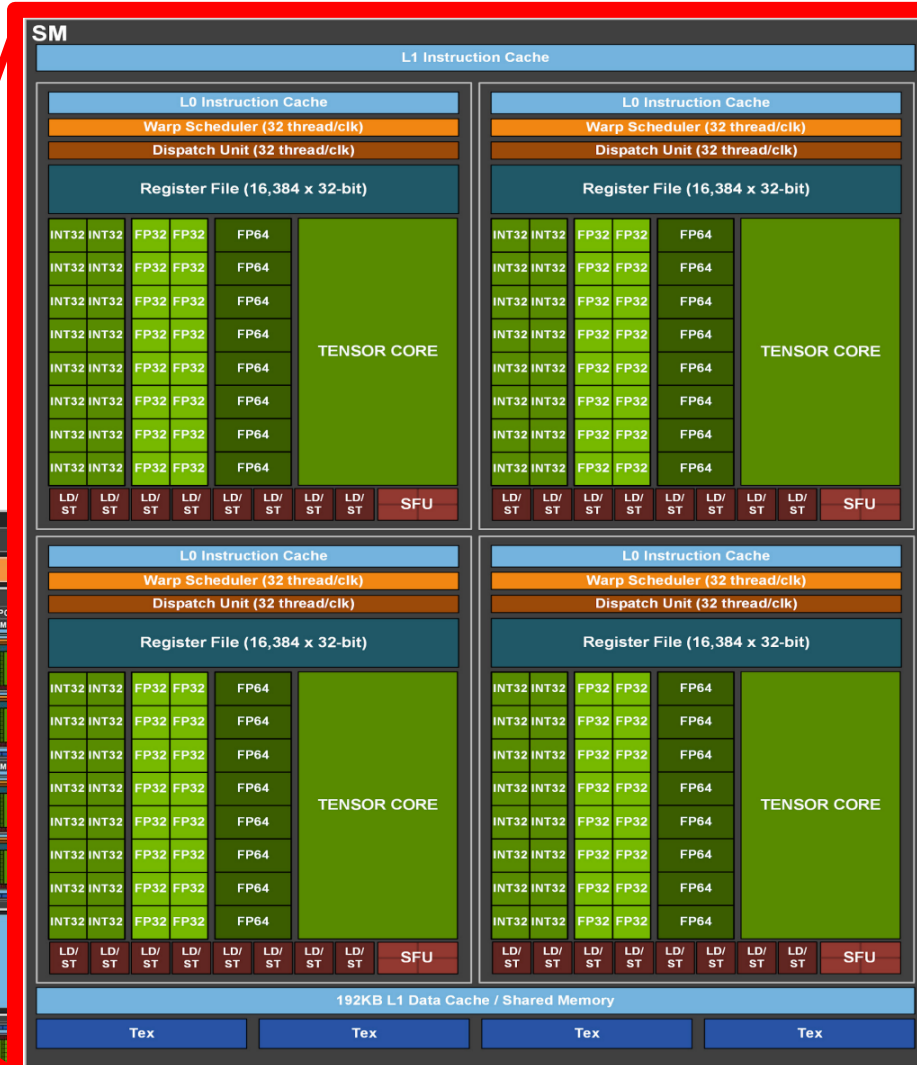 SM
L1 Instruction Cache
L0 Instruction Cache
Warp Scheduler (32 thread/clk)
Dispatch Unit (32 thread/clk)
Register File (16,384 x 32-bit)
INT32 INT32 FP32 FP32 FP64
INT32 INT32 FP32 FP32 FP64
INT32 INT32 FP32 FP32 FP64
INT32 INT32 FP32 FP32 FP64
INT32 INT32 FP32 FP32 FP64
INT32 INT32 FP32 FP32 FP64
INT32 INT32 FP32 FP32 FP64
INT32 INT32 FP32 FP32 FP64
TENSOR CORE
LD/ LD/ LD/ LD/ LD/ LD/ LD/ LD/
ST ST ST ST ST ST ST ST
SFU
L0 Instruction Cache
Warp Scheduler (32 thread/clk)
Dispatch Unit (32 thread/clk)
Register File (16,384 x 32-bit)
INT32 INT32 FP32 FP32 FP64
INT32 INT32 FP32 FP32 FP64
INT32 INT32 FP32 FP32 FP64
INT32 INT32 FP32 FP32 FP64
INT32 INT32 FP32 FP32 FP64
INT32 INT32 FP32 FP32 FP64
INT32 INT32 FP32 FP32 FP64
INT32 INT32 FP32 FP32 FP64
TENSOR CORE
LD/ LD/ LD/ LD/ LD/ LD/ LD/ LD/
ST ST ST ST ST ST ST ST
SFU
L0 Instruction Cache
Warp Scheduler (32 thread/clk)
Dispatch Unit (32 thread/clk)
Register File (16,384 x 32-bit)
INT32 INT32 FP32 FP32 FP64
INT32 INT32 FP32 FP32 FP64
INT32 INT32 FP32 FP32 FP64
INT32 INT32 FP32 FP32 FP64
INT32 INT32 FP32 FP32 FP64
INT32 INT32 FP32 FP32 FP64
INT32 INT32 FP32 FP32 FP64
INT32 INT32 FP32 FP32 FP64
TENSOR CORE
LD/ LD/ LD/ LD/ LD/ LD/ LD/ LD/
ST ST ST ST ST ST ST ST
SFU
L0 Instruction Cache
Warp Scheduler (32 thread/clk)
Dispatch Unit (32 thread/clk)
Register File (16,384 x 32-bit)
INT32 INT32 FP32 FP32 FP64
INT32 INT32 FP32 FP32 FP64
INT32 INT32 FP32 FP32 FP64
INT32 INT32 FP32 FP32 FP64
INT32 INT32 FP32 FP32 FP64
INT32 INT32 FP32 FP32 FP64
INT32 INT32 FP32 FP32 FP64
INT32 INT32 FP32 FP32 FP64
TENSOR CORE
LD/ LD/ LD/ LD/ LD/ LD/ LD/ LD/
ST ST ST ST ST ST ST ST
SFU
192KB L1 Data Cache / Shared Memory
Tex Tex Tex Tex